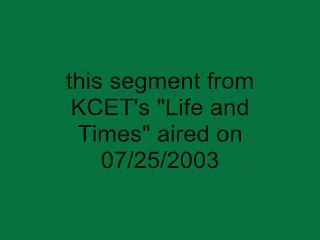 this segment from
KCET's "Life and
Times" aired on
07/25/2003